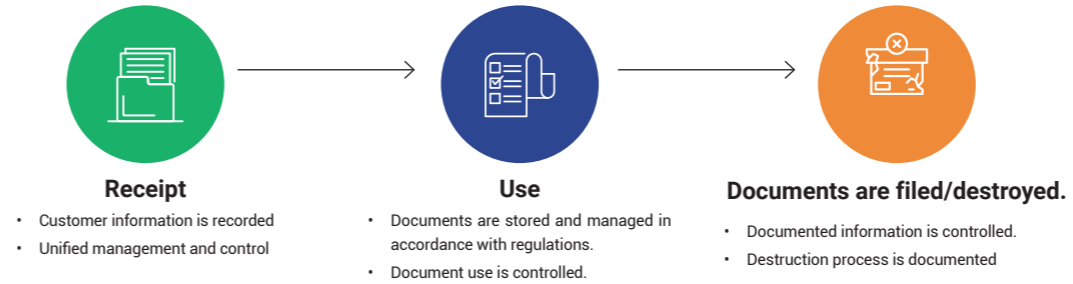 Receipt
• Customer information is recorded
• Unified management and control
Use
• Documents are stored and managed in
accordance with regulations.
• Document use is controlled.
Documents are filed/destroyed.
• Documented information is controlled.
• Destruction process is documented